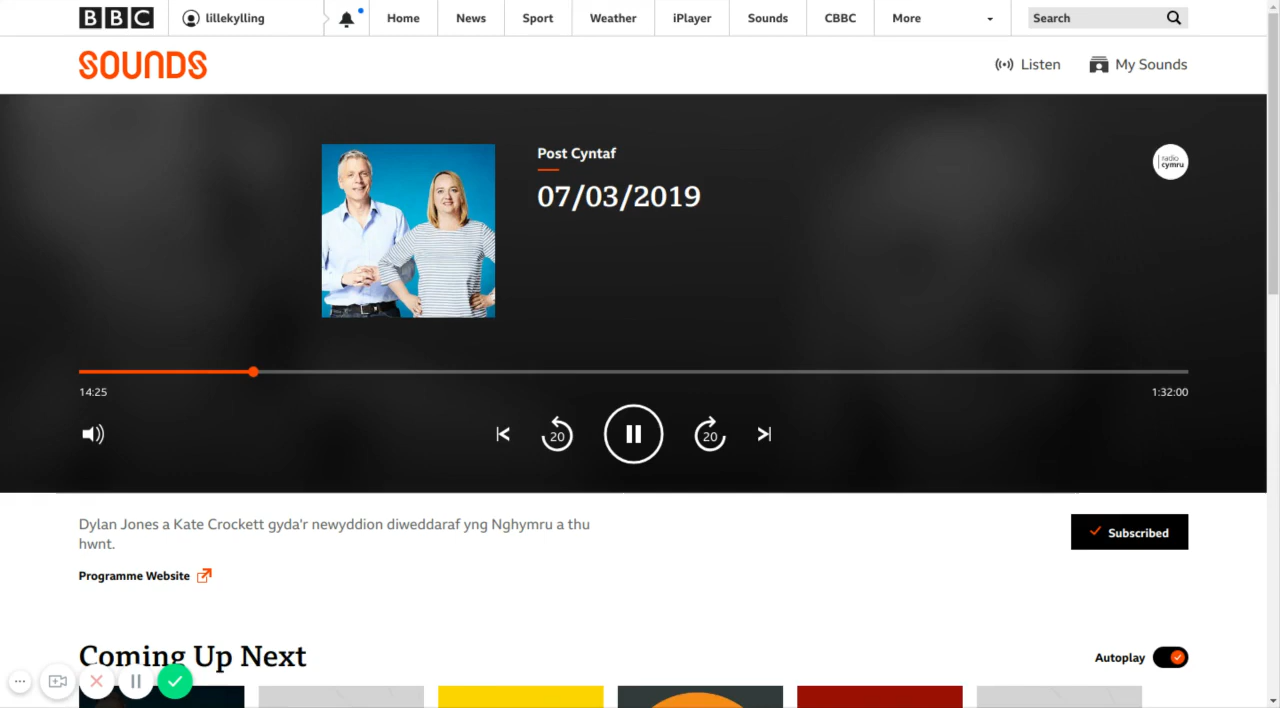 BBC lillekylling Home News Sport Weather iPlayer Sounds CBBC More Search
SOUNDS Listen My Sounds
Post Cyntaf
07/03/2019
radio
cymru
14:25 1:32:00
20 20
Dylan Jones a Kate Crockett gyda'r newyddion diweddaraf yng Nghymru a thu
hwnt.
Subscribed
Programme Website
Coming Up Next
Autoplay